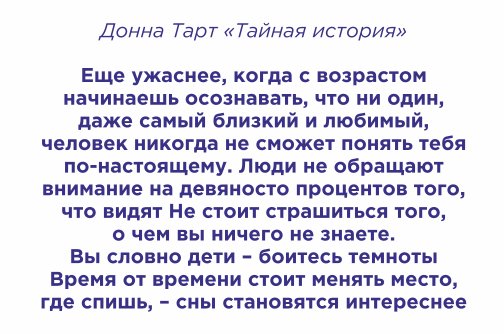 Донна Тарт «Тайная история»
Еще ужаснее, когда с возрастом
начинаешь осознавать, что ни один,
даже самый близкий и любимый,
человек никогда не сможет понять тебя
по-настоящему. Люди не обращают
внимание на девяносто процентов того,
что видят Не стоит страшиться того,
о чем вы ничего не знаете.
Вы словно дети – боитесь темноты
Время от времени стоит менять место,
где спишь, – сны становятся интереснее